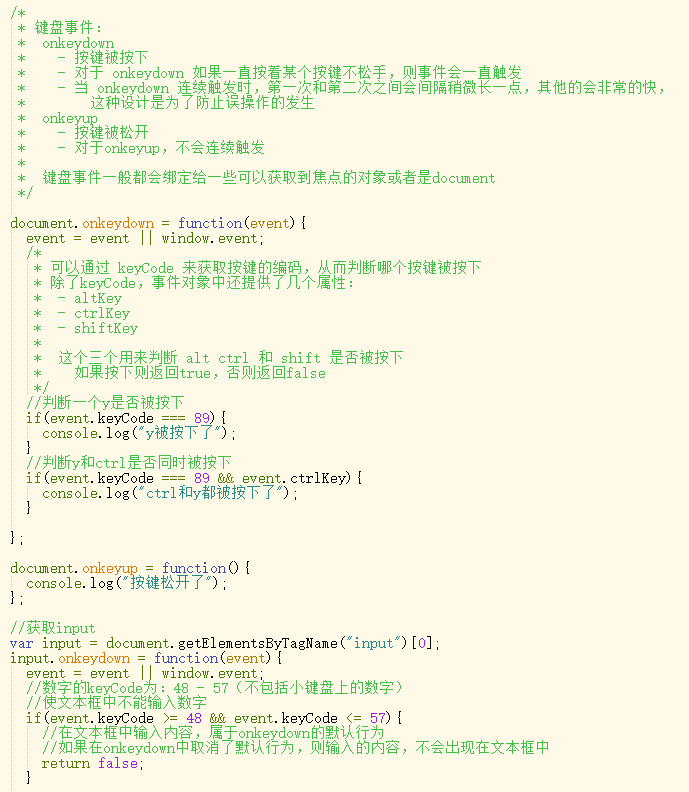 /*
 * 键盘事件:
 *  onkeydown
 *    - 按键被按下
 *    - 对于 onkeydown 如果一直按着某个按键不松手，则事件会一直触发
 *    - 当 onkeydown 连续触发时，第一次和第二次之间会间隔稍微长一点，其他的会非常的快，
 *        这种设计是为了防止误操作的发生
 *  onkeyup
 *    - 按键被松开
 *    - 对于onkeyup，不会连续触发
 *
 *  键盘事件一般都会绑定给一些可以获取到焦点的对象或者是document
 */
document.onkeydown = function(event){
  event = event || window.event;
  /*
   * 可以通过 keyCode 来获取按键的编码，从而判断哪个按键被按下
   * 除了keyCode，事件对象中还提供了几个属性:
   *  - altKey
   *  - ctrlKey
   *  - shiftKey
   *
   *  这个三个用来判断 alt ctrl 和 shift 是否被按下
   *    如果按下则返回true，否则返回false
   */
  //判断一个y是否被按下
  if(event.keyCode === 89){
    console.log("y被按下了");
  }
  //判断y和ctrl是否同时被按下
  if(event.keyCode === 89 && event.ctrlKey){
    console.log("ctrl和y都被按下了");
  }
};
document.onkeyup = function(){
  console.log("按键松开了");
};
//获取input
var input = document.getElementsByTagName("input")[0];
input.onkeydown = function(event){
  event = event || window.event;
  //数字的keyCode为: 48 - 57（不包括小键盘上的数字）
  //使文本框中不能输入数字
  if(event.keyCode >= 48 && event.keyCode <= 57){
    //在文本框中输入内容，属于onkeydown的默认行为
    //如果在onkeydown中取消了默认行为，则输入的内容，不会出现在文本框中
    return false;
  }